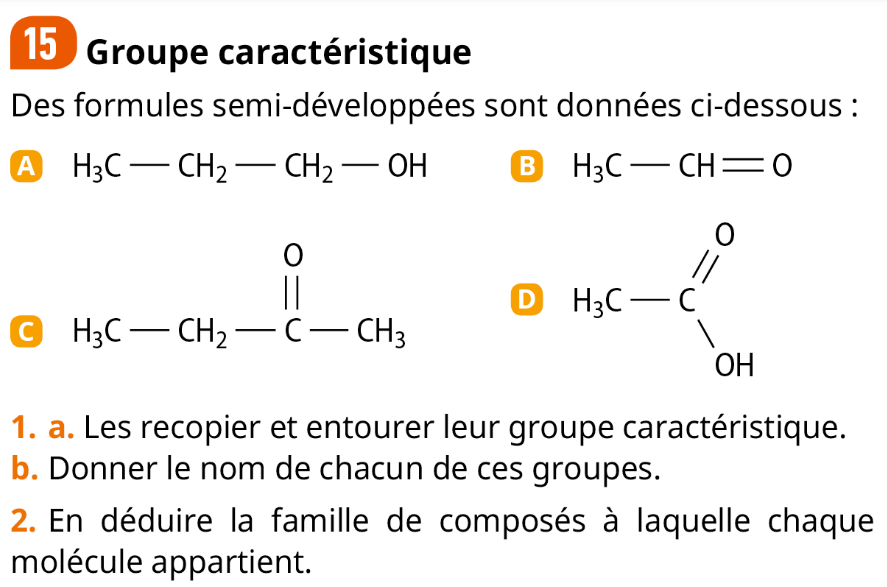 15 Groupe caractéristique
Des formules semi-développées sont données ci-dessous :
A H₃C — CH₂ — CH₂ — OH
B H₃C — CH = O
O
||
C H₃C — CH₂ — C — CH₃
O
//
D H₃C — C
\
OH
1. a. Les recopier et entourer leur groupe caractéristique.
b. Donner le nom de chacun de ces groupes.
2. En déduire la famille de composés à laquelle chaque
molécule appartient.